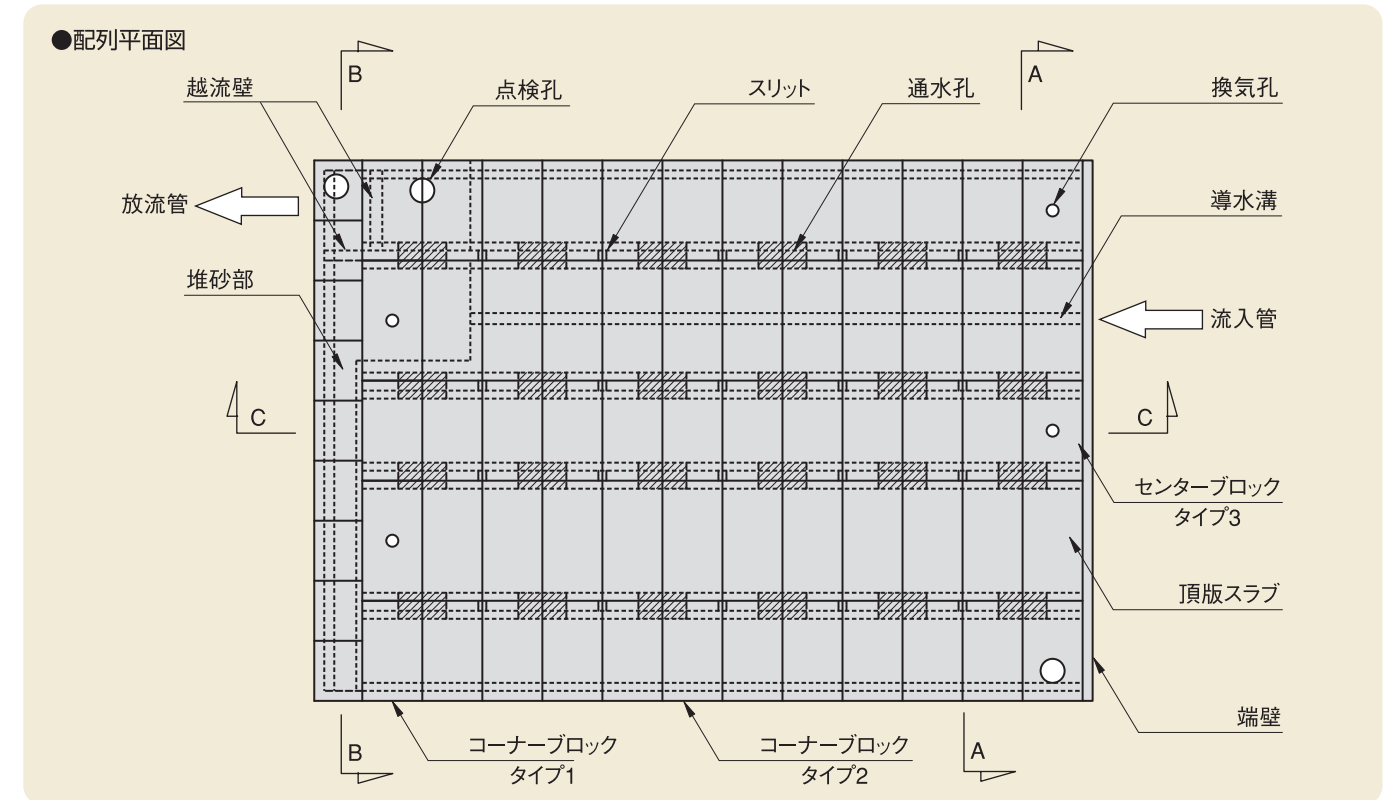 ●配列平面図
B
A
越流壁
点検孔
スリット
通水孔
換気孔
放流管
導水溝
堆砂部
流入管
C
C
センターブロック
タイプ3
頂版スラブ
端壁
B
コーナーブロック
タイプ1
コーナーブロック
タイプ2
A